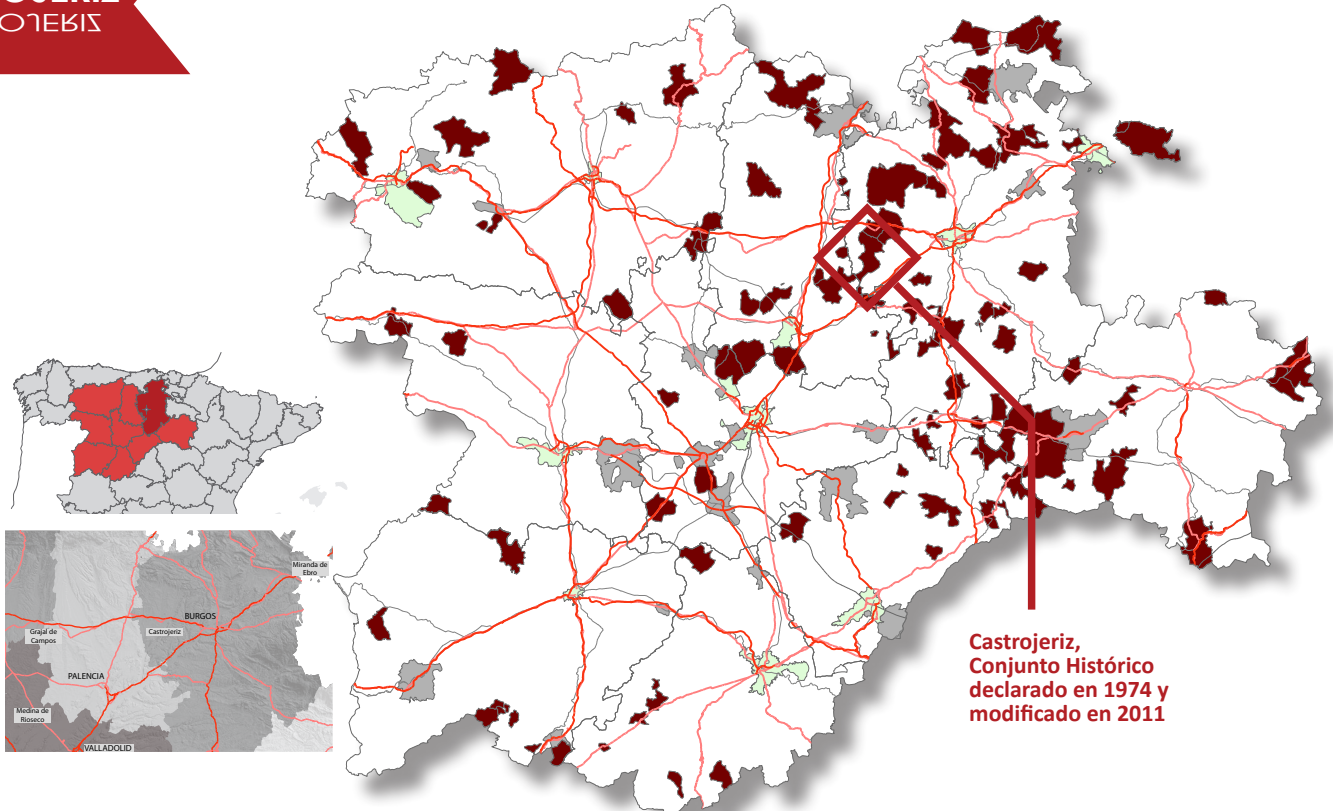 OJERIZ
Castrojeriz,
Conjunto Histórico
declarado en 1974 y
modificado en 2011
Miranda de
Ebro
BURGOS
Grajal de
Campos
Castrojeriz
PALENCIA
Medina de
Rioseco
VALLADOLID